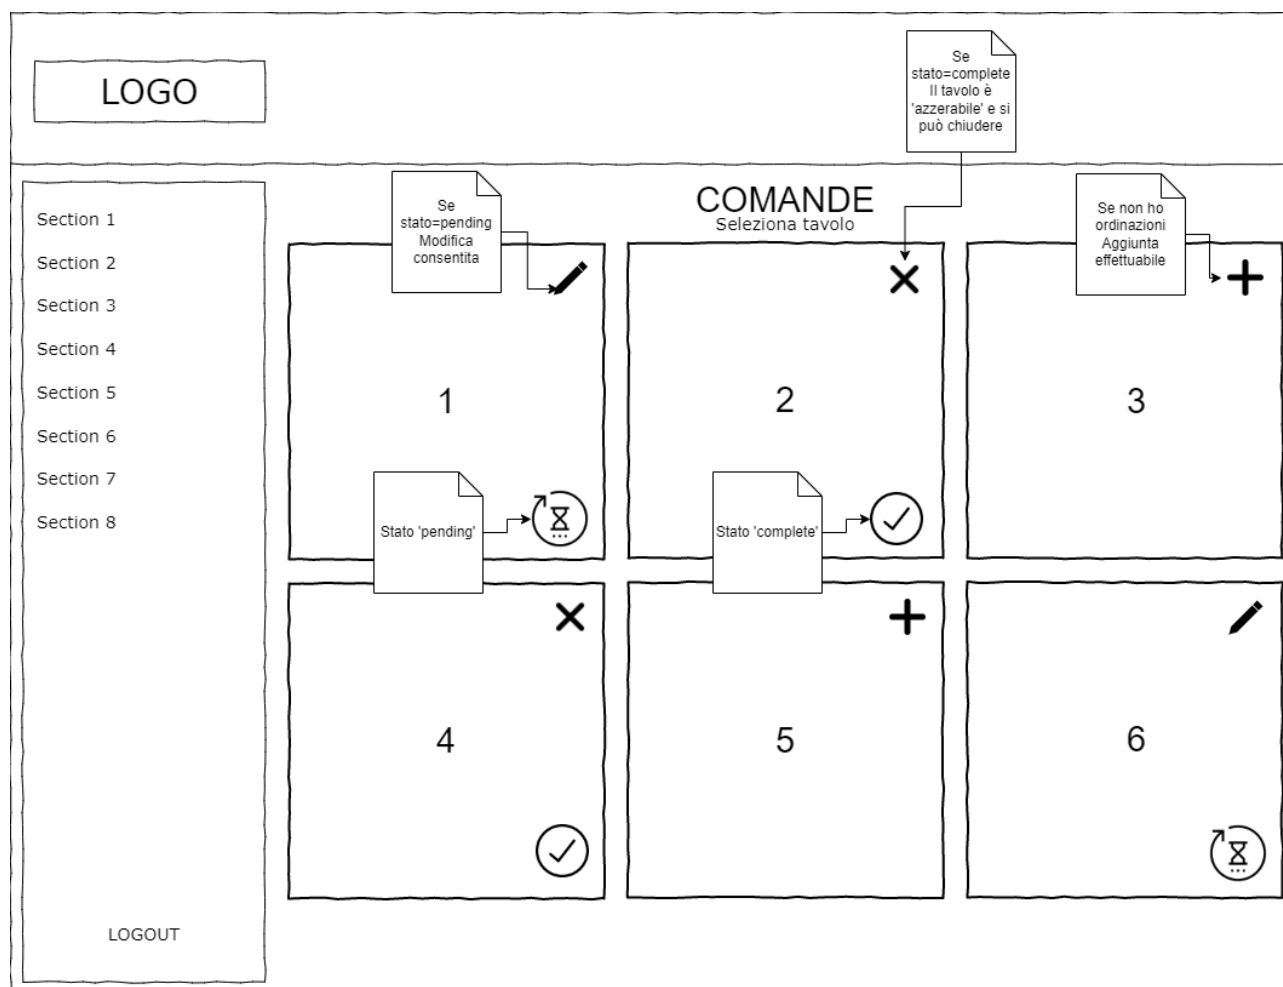 LOGO
Se
stato=complete
Il tavolo è
'azzerabile' e si
può chiudere
Section 1
Section 2
Section 3
Section 4
Section 5
Section 6
Section 7
Section 8
LOGOUT
COMANDE
Seleziona tavolo
Se
stato=pending
Modifica
consentita
Se non ho
ordinazioni
Aggiunta
effettuabile
1
2
3
Stato 'pending'
Stato 'complete'
4
5
6